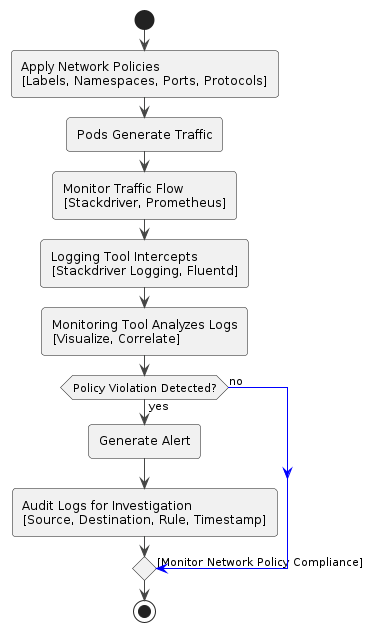 Apply Network Policies
[Labels, Namespaces, Ports, Protocols]
Pods Generate Traffic
Monitor Traffic Flow
[Stackdriver, Prometheus]
Logging Tool Intercepts
[Stackdriver Logging, Fluentd]
Monitoring Tool Analyzes Logs
[Visualize, Correlate]
Policy Violation Detected?
no
yes
Generate Alert
Audit Logs for Investigation
[Source, Destination, Rule, Timestamp]
[Monitor Network Policy Compliance]